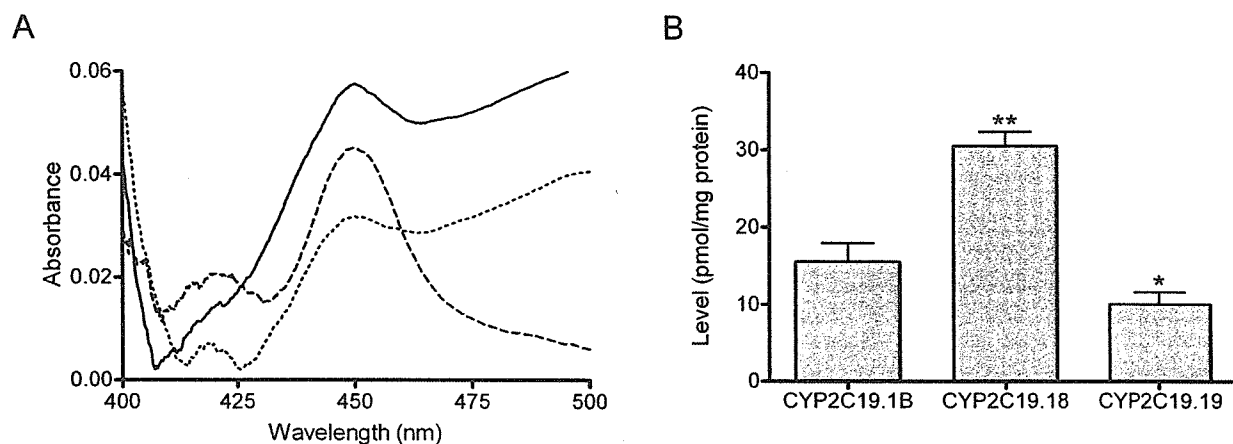 A
0.06
0.04
0.02
0.00
Absorbance
400
425
450
475
500
Wavelength (nm)
B
40
30
20
10
0
Level (pmol/mg protein)
**
*
CYP2C19.1B
CYP2C19.18
CYP2C19.19